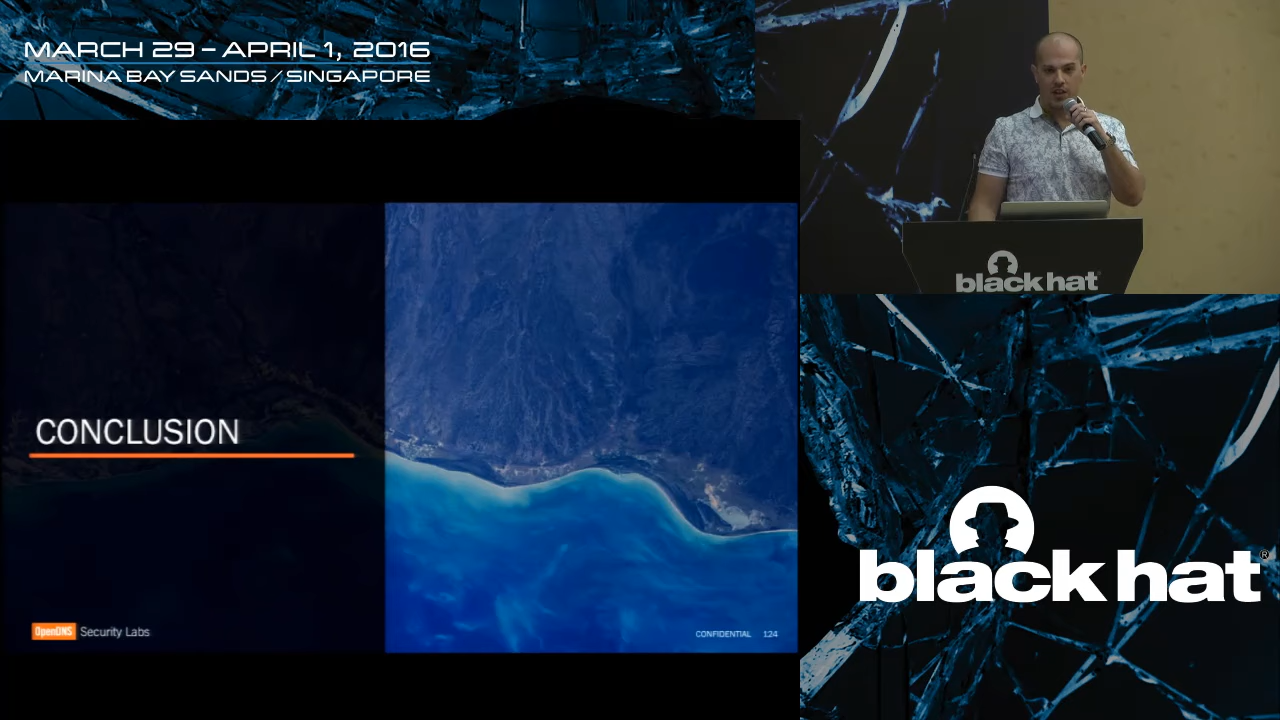 MARCH 29 – APRIL 1, 2016
MARINA BAY SANDS / SINGAPORE
black hat
CONCLUSION
OpenDNS Security Labs
CONFIDENTIAL 124
black hat®